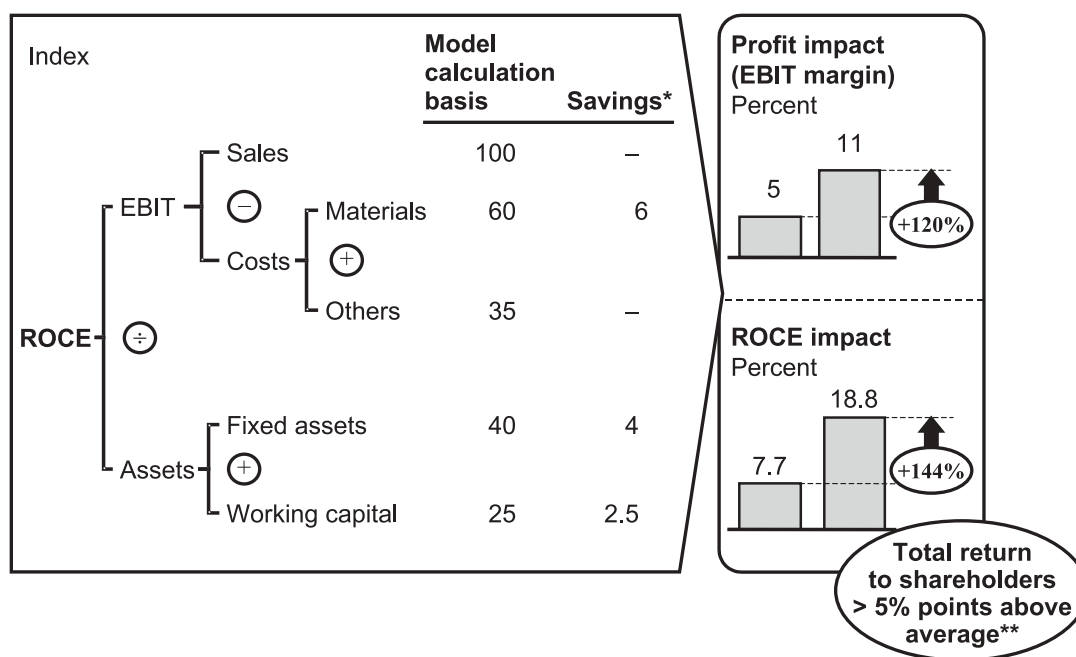 Index
Model
calculation
basis
Savings*
Sales 100 –
EBIT −
Materials 60 6
Costs +
Others 35 –
ROCE ÷
Fixed assets 40 4
Assets +
Working capital 25 2.5
Profit impact
(EBIT margin)
Percent
11
5
+120%
ROCE impact
Percent
18.8
7.7
+144%
Total return
to shareholders
> 5% points above
average**